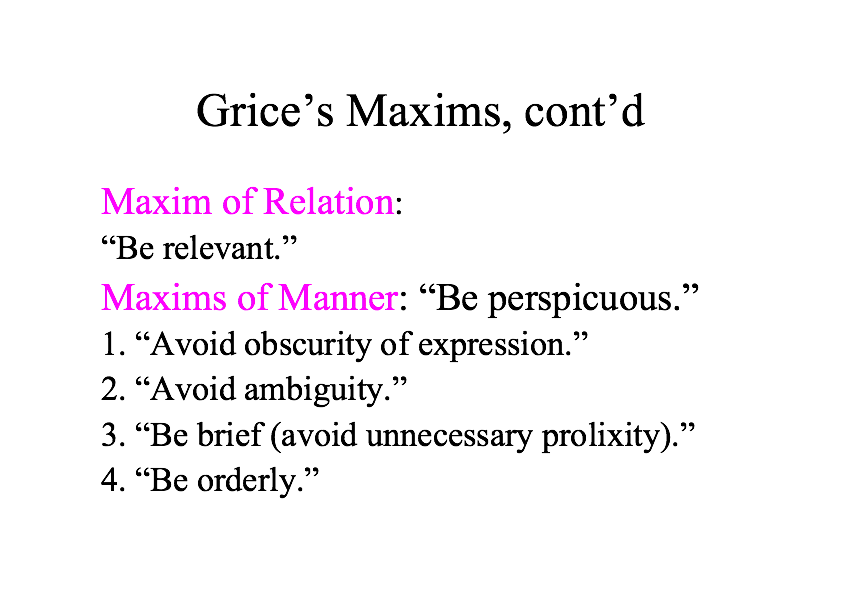 Grice’s Maxims, cont’d
Maxim of Relation:
“Be relevant.”
Maxims of Manner: “Be perspicuous.”
1. “Avoid obscurity of expression.”
2. “Avoid ambiguity.”
3. “Be brief (avoid unnecessary prolixity).”
4. “Be orderly.”